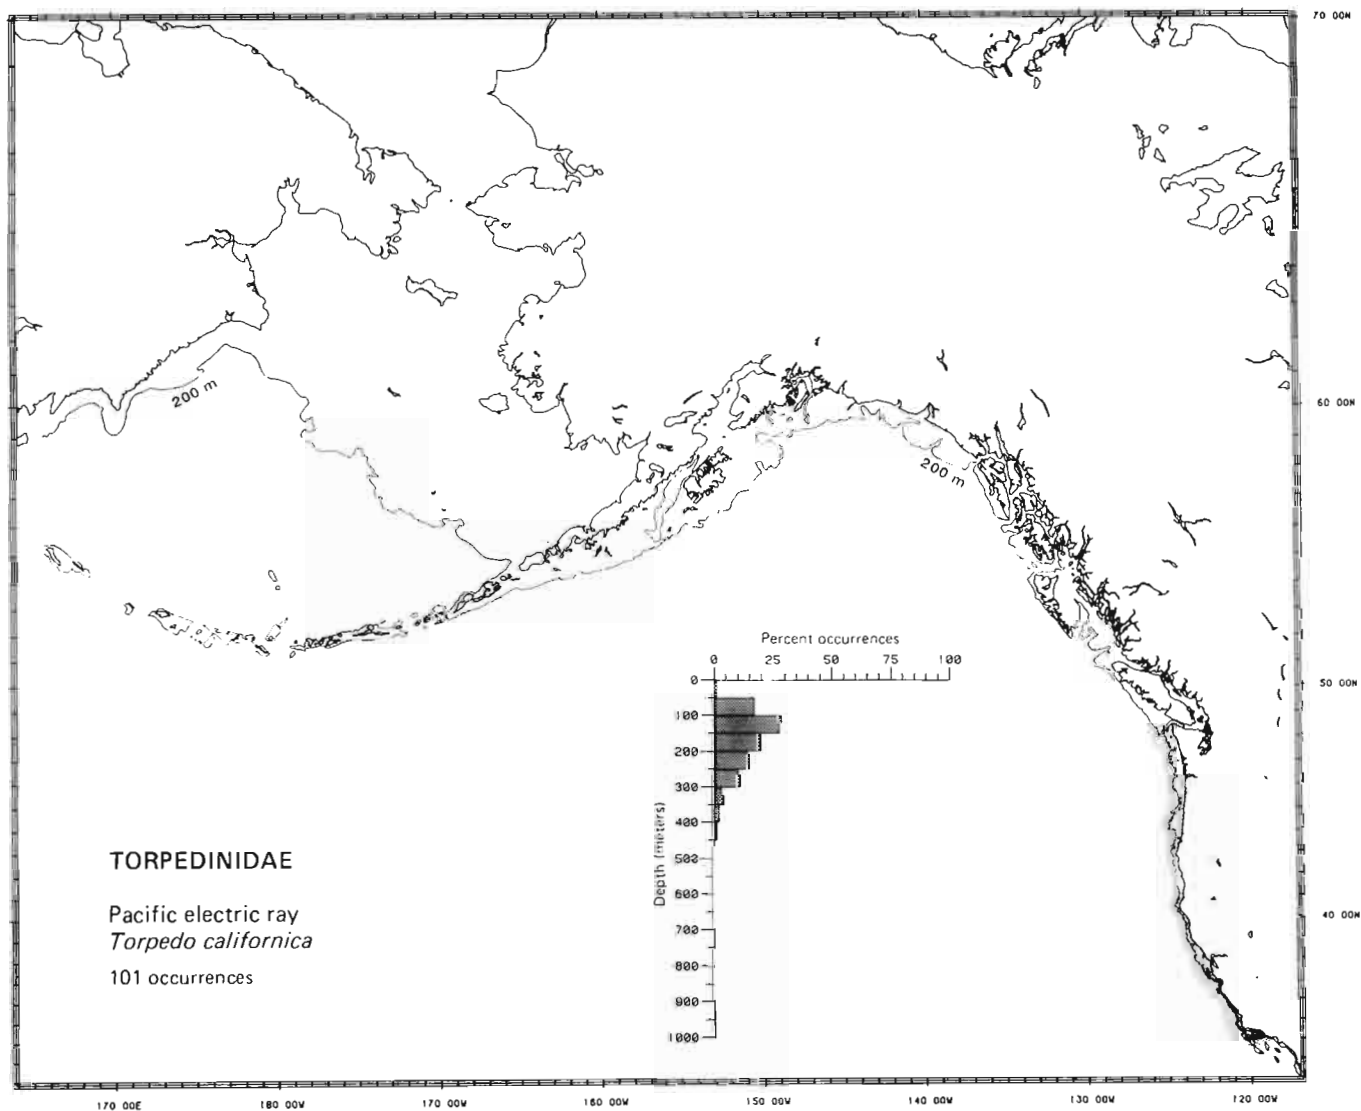 70 00N
200 m
60 00N
200 m
Percent occurrences
0 25 50 75 100
50 00N
0
100
200
300
400
500
600
700
800
900
1000
Depth (meters)
TORPEDINIDAE
Pacific electric ray
Torpedo californica
101 occurrences
40 00N
170 00E 180 00W 170 00W 160 00W 150 00W 140 00W 130 00W 120 00W